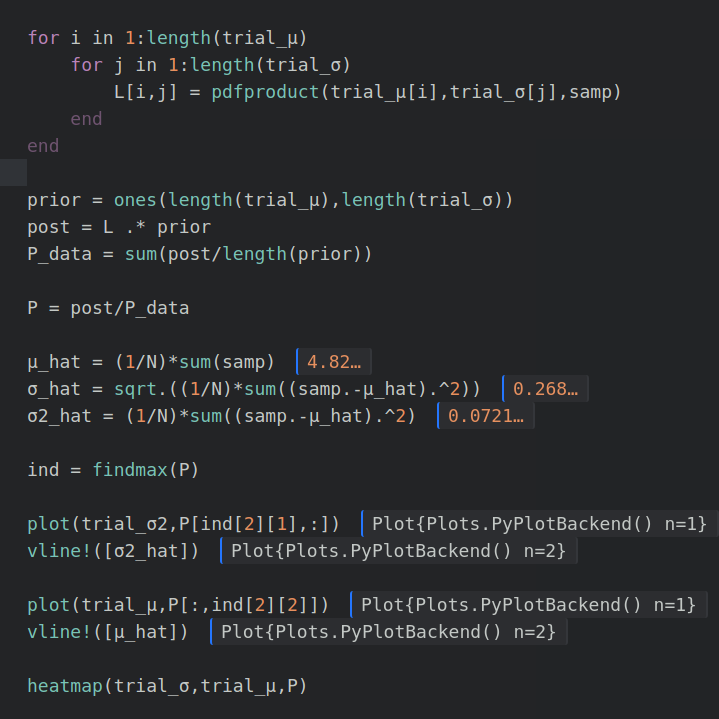 for i in 1:length(trial_μ)
    for j in 1:length(trial_σ)
        L[i,j] = pdfproduct(trial_μ[i],trial_σ[j],samp)
    end
end
prior = ones(length(trial_μ),length(trial_σ))
post = L .* prior
P_data = sum(post/length(prior))
P = post/P_data
μ_hat = (1/N)*sum(samp) 4.82…
σ_hat = sqrt.((1/N)*sum((samp.-μ_hat).^2)) 0.268…
σ2_hat = (1/N)*sum((samp.-μ_hat).^2) 0.0721…
ind = findmax(P)
plot(trial_σ2,P[ind[2][1],:]) Plot{Plots.PyPlotBackend() n=1}
vline!([σ2_hat]) Plot{Plots.PyPlotBackend() n=2}
plot(trial_μ,P[:,ind[2][2]]) Plot{Plots.PyPlotBackend() n=1}
vline!([μ_hat]) Plot{Plots.PyPlotBackend() n=2}
heatmap(trial_σ,trial_μ,P)